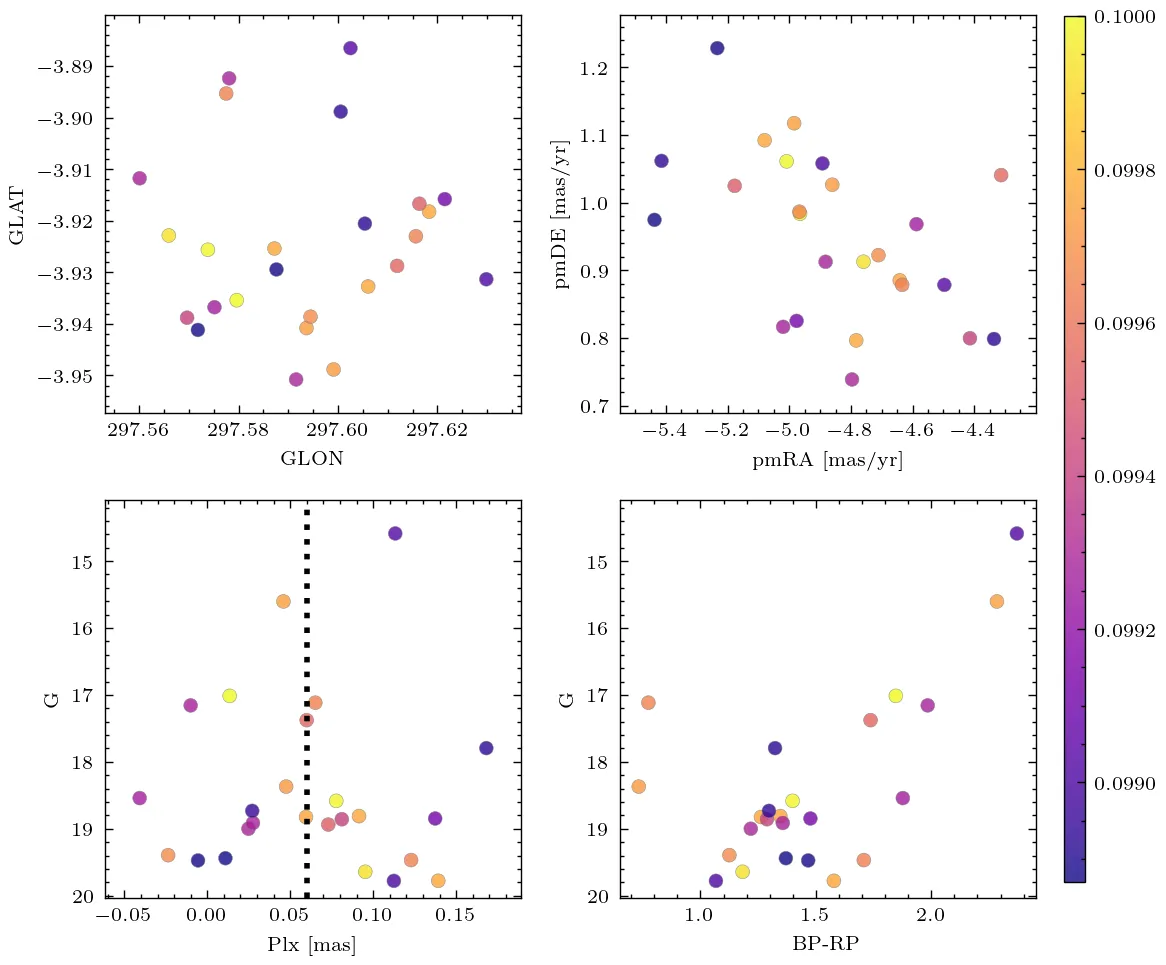 −3.89
−3.90
−3.91
−3.92
−3.93
−3.94
−3.95
GLAT
297.56 297.58 297.60 297.62
GLON
1.2
1.1
1.0
0.9
0.8
0.7
pmDE [mas/yr]
−5.4 −5.2 −5.0 −4.8 −4.6 −4.4
pmRA [mas/yr]
15
16
17
18
19
20
G
−0.05 0.00 0.05 0.10 0.15
Plx [mas]
15
16
17
18
19
20
G
1.0 1.5 2.0
BP-RP
0.1000
0.0998
0.0996
0.0994
0.0992
0.0990